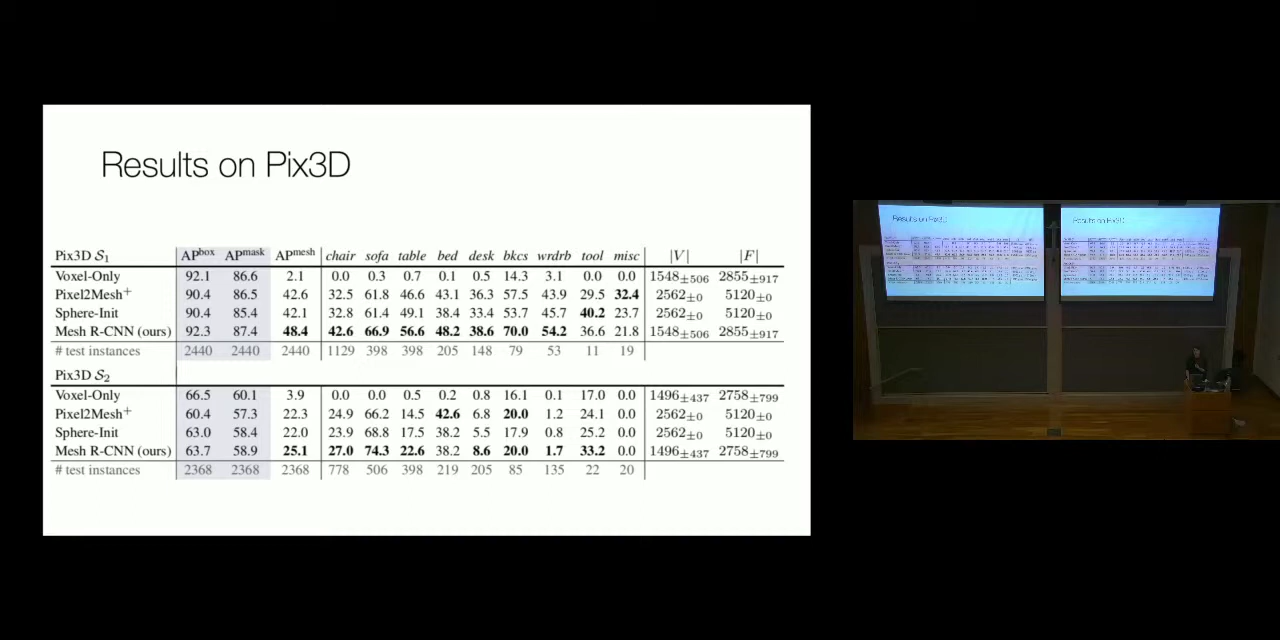 Results on Pix3D
Pix3D S₁ APbox APmask APmesh chair sofa table bed desk bkcs wrdrb tool misc |V| |F|
Voxel-Only 92.1 86.6 2.1 0.0 0.3 0.7 0.1 0.5 14.3 3.1 0.0 0.0 1548±506 2855±917
Pixel2Mesh+ 90.4 86.5 42.6 32.5 61.8 46.6 43.1 36.3 57.5 43.9 29.5 32.4 2562±0 5120±0
Sphere-Init 90.4 85.4 42.1 32.8 61.4 49.1 38.4 33.4 53.7 45.7 40.2 23.7 2562±0 5120±0
Mesh R-CNN (ours) 92.3 87.4 48.4 42.6 66.9 56.6 48.2 38.6 70.0 54.2 36.6 21.8 1548±506 2855±917
# test instances 2440 2440 2440 1129 398 398 205 148 79 53 11 19
Pix3D S₂
Voxel-Only 66.5 60.1 3.9 0.0 0.0 0.5 0.2 0.8 16.1 0.1 17.0 0.0 1496±437 2758±799
Pixel2Mesh+ 60.4 57.3 22.3 24.9 66.2 14.5 42.6 6.8 20.0 1.2 24.1 0.0 2562±0 5120±0
Sphere-Init 63.0 58.4 22.0 23.9 68.8 17.5 38.2 5.5 17.9 0.8 25.2 0.0 2562±0 5120±0
Mesh R-CNN (ours) 63.7 58.9 25.1 27.0 74.3 22.6 38.2 8.6 20.0 1.7 33.2 0.0 1496±437 2758±799
# test instances 2368 2368 2368 778 506 398 219 205 85 135 22 20
Results on Pix3D
Results on Pix3D